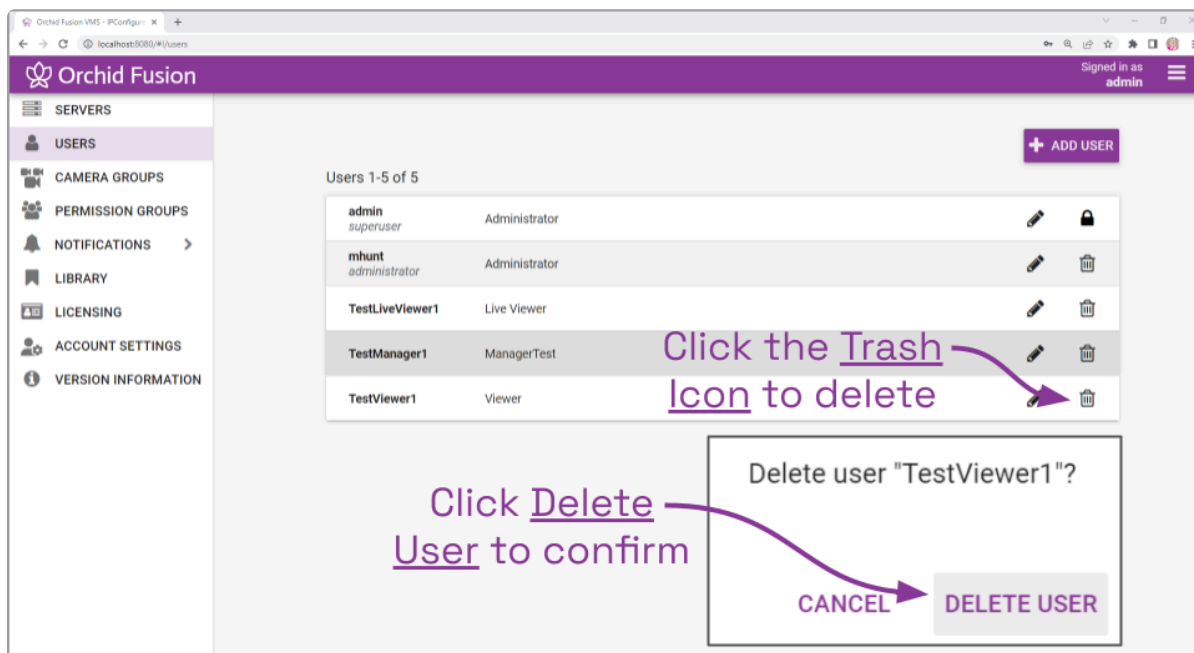 Orchid Fusion VMS - IPConfigure
localhost:8080/#!/users
Orchid Fusion
Signed in as
admin
SERVERS
USERS
CAMERA GROUPS
PERMISSION GROUPS
NOTIFICATIONS
LIBRARY
LICENSING
ACCOUNT SETTINGS
VERSION INFORMATION
ADD USER
Users 1-5 of 5
admin
superuser
Administrator
mhunt
administrator
Administrator
TestLiveViewer1 Live Viewer
TestManager1 ManagerTest
TestViewer1 Viewer
Click the Trash
Icon to delete
Delete user "TestViewer1"?
Click Delete
User to confirm
CANCEL DELETE USER